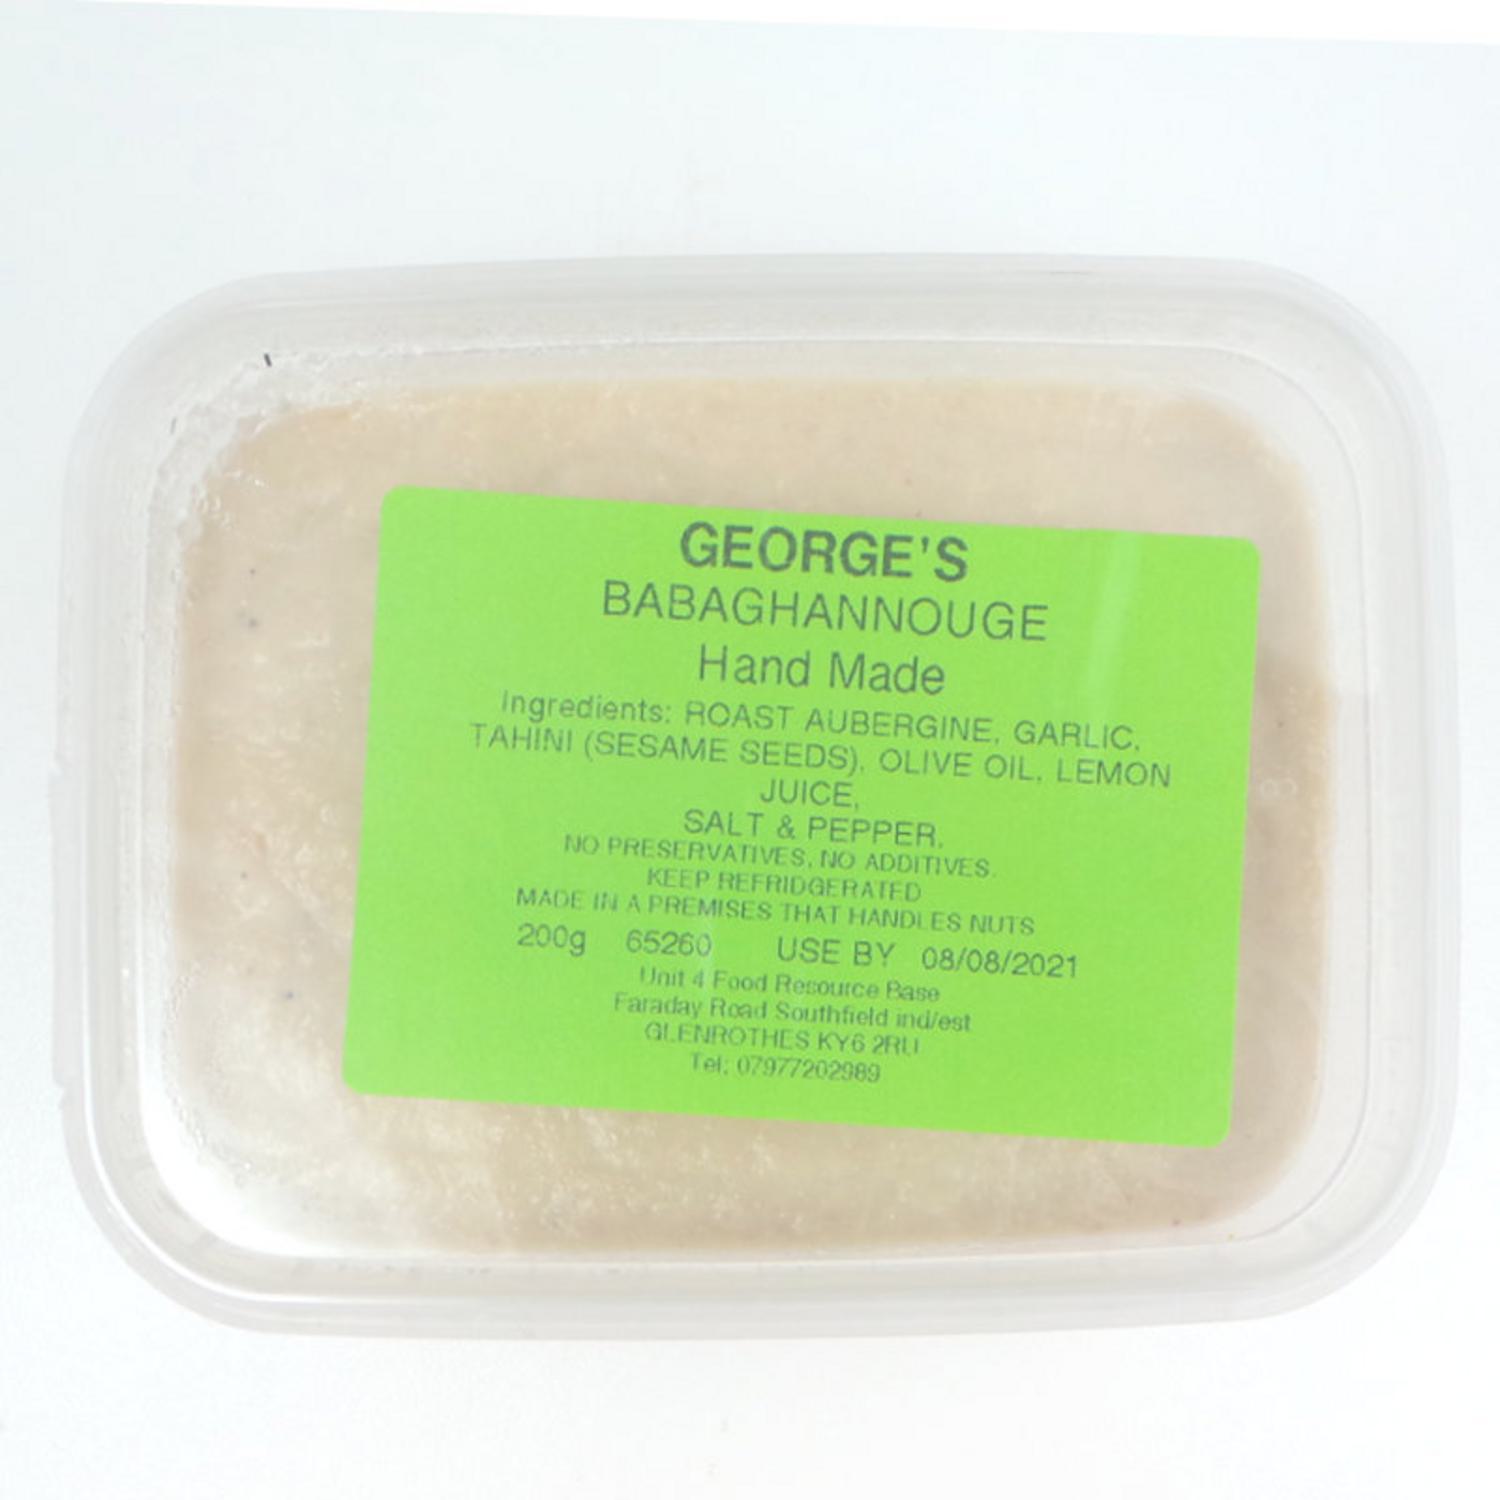 GEORGE'S
BABAGHANNOUGE
Hand Made
Ingredients: ROAST AUBERGINE, GARLIC,
TAHINI (SESAME SEEDS), OLIVE OIL, LEMON
JUICE,
SALT & PEPPER.
NO PRESERVATIVES, NO ADDITIVES.
KEEP REFRIDGERATED
MADE IN A PREMISES THAT HANDLES NUTS
200g 65260 USE BY 08/08/2021
Unit 4 Food Resource Base
Faraday Road Southfield ind/est
GLENROTHES KY6 2RU
Tel: 07977202989